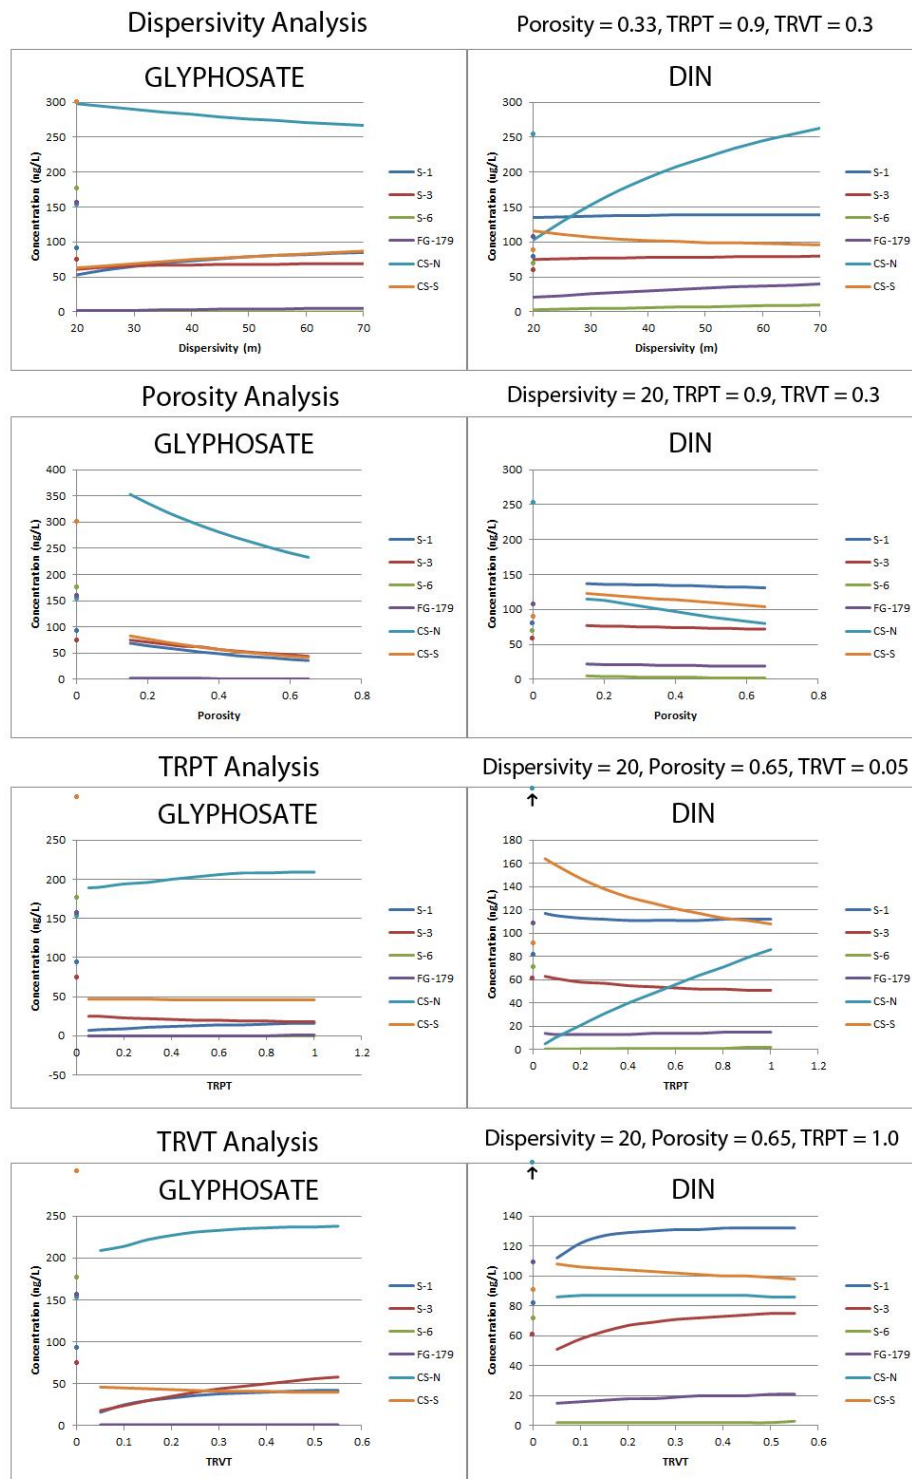 Dispersivity Analysis
Porosity = 0.33, TRPT = 0.9, TRVT = 0.3
GLYPHOSATE
Concentration (ng/L)
300
250
200
150
100
50
0
20 30 40 50 60 70
Dispersivity (m)
S-1
S-3
S-6
FG-179
CS-N
CS-S
DIN
Concentration (ug/L)
300
250
200
150
100
50
0
20 30 40 50 60 70
Dispersivity (m)
S-1
S-3
S-6
FG-179
CS-N
CS-S
Porosity Analysis
Dispersivity = 20, TRPT = 0.9, TRVT = 0.3
GLYPHOSATE
Concentration (ng/L)
400
350
300
250
200
150
100
50
0
0 0.2 0.4 0.6 0.8
Porosity
S-1
S-3
S-6
FG-179
CS-N
CS-S
DIN
Concentration (ng/L)
300
250
200
150
100
50
0
0 0.2 0.4 0.6 0.8
Porosity
S-1
S-3
S-6
FG-179
CS-N
CS-S
TRPT Analysis
Dispersivity = 20, Porosity = 0.65, TRVT = 0.05
GLYPHOSATE
Concentration (ng/L)
250
200
150
100
50
0
-50
0 0.2 0.4 0.6 0.8 1 1.2
TRPT
S-1
S-3
S-6
FG-179
CS-N
CS-S
DIN
Concentration (ng/L)
180
160
140
120
100
80
60
40
20
0
0 0.2 0.4 0.6 0.8 1 1.2
TRPT
S-1
S-3
S-6
FG-179
CS-N
CS-S
TRVT Analysis
Dispersivity = 20, Porosity = 0.65, TRPT = 1.0
GLYPHOSATE
Concentration (ng/L)
250
200
150
100
50
0
0 0.1 0.2 0.3 0.4 0.5 0.6
TRVT
S-1
S-3
S-6
FG-179
CS-N
CS-S
DIN
Concentration (ng/L)
140
120
100
80
60
40
20
0
0 0.1 0.2 0.3 0.4 0.5 0.6
TRVT
S-1
S-3
S-6
FG-179
CS-N
CS-S